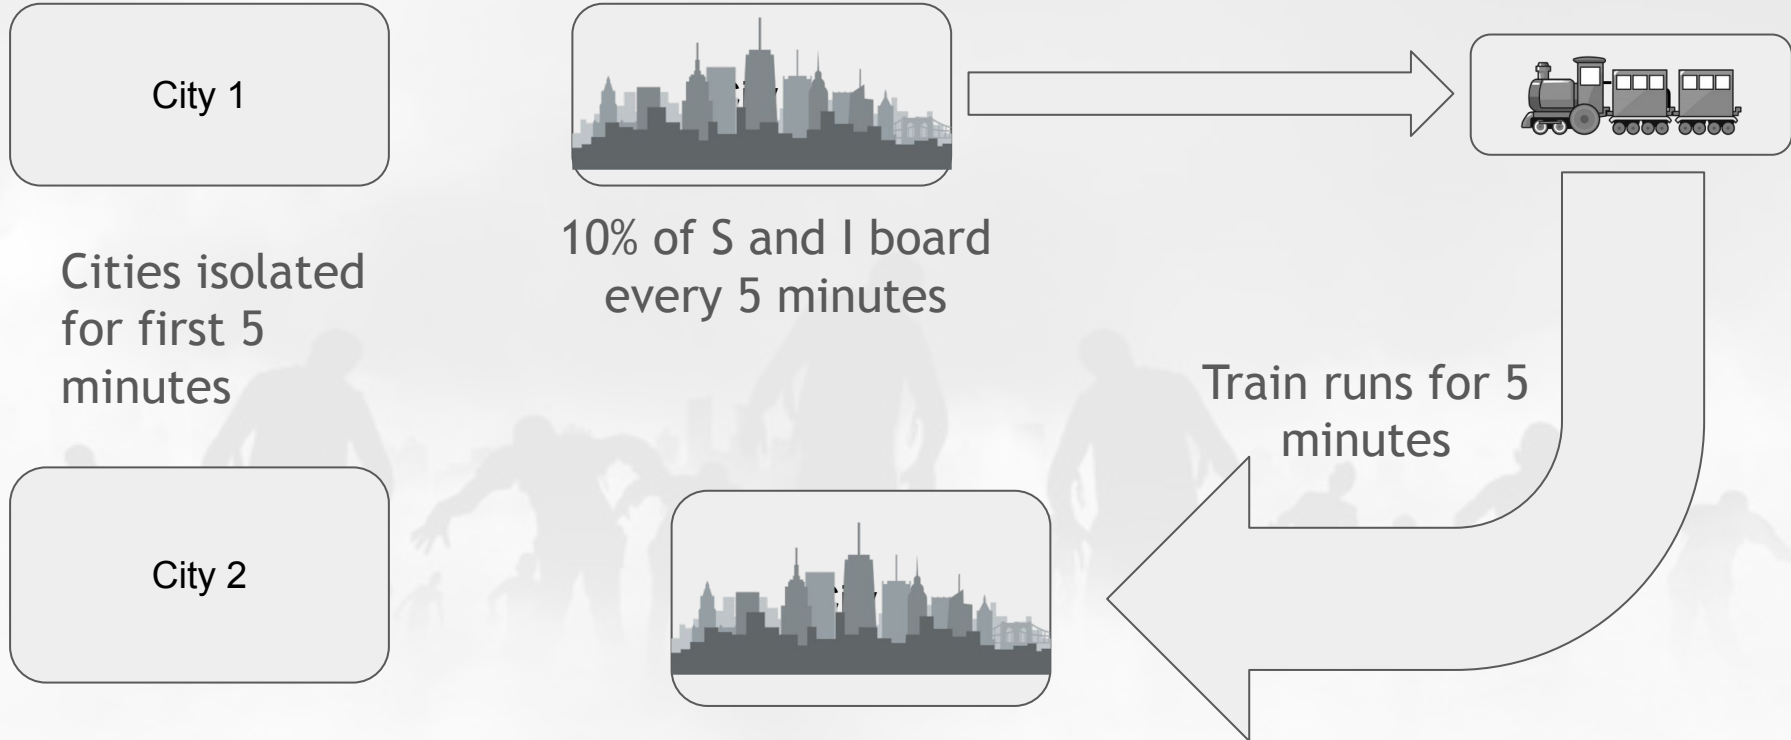 City 1
10% of S and I board
every 5 minutes
Cities isolated
for first 5
minutes
Train runs for 5
minutes
City 2